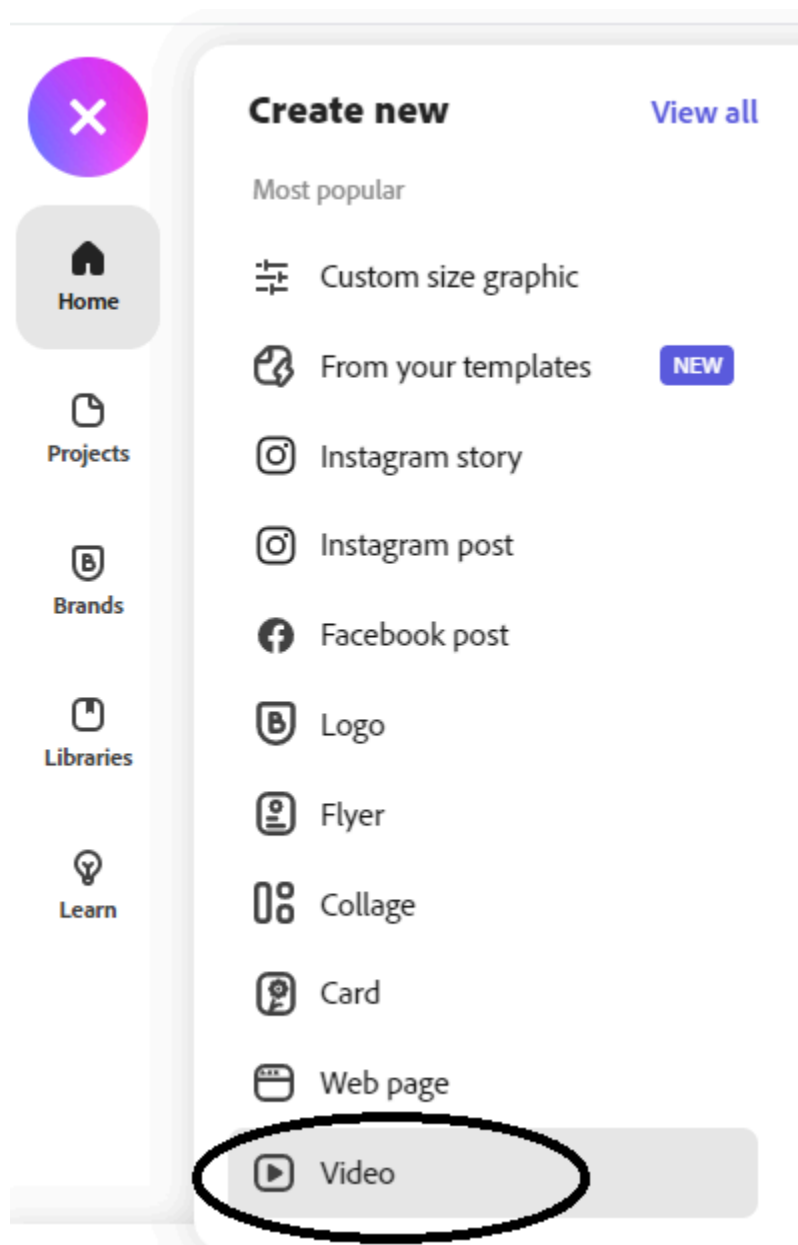 Create new
View all
Most popular
Custom size graphic
From your templates
NEW
Instagram story
Instagram post
Facebook post
Logo
Flyer
Collage
Card
Web page
Video
Home
Projects
Brands
Libraries
Learn